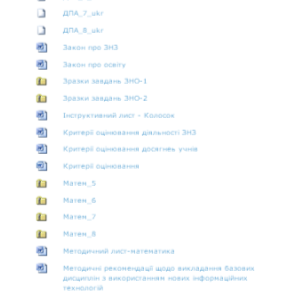 ДПА_7_ukr
ДПА_8_ukr
Закон про ЗНЗ
Закон про освіту
Зразки завдань ЗНО-1
Зразки завдань ЗНО-2
Інструктивний лист - Колосок
Критерії оцінювання діяльності ЗНЗ
Критерії оцінювання досягнень учнів
Критерії оцінювання
Матем_5
Матем_6
Матем_7
Матем_8
Методичний лист-математика
Методичні рекомендації щодо викладання базових
дисциплін з використанням нових інформаційних
технологій